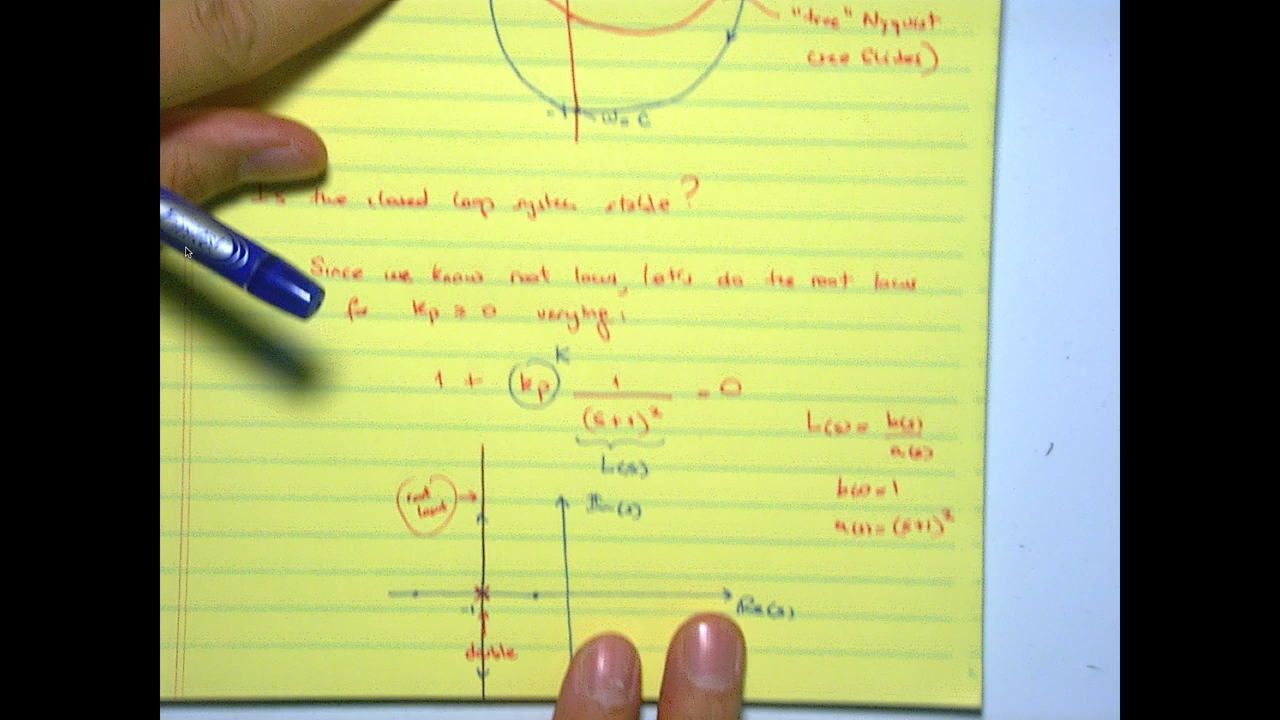 "true" Nyquist
(see Slides)
-1
ω = 0
Is the closed loop system stable?
Since we know root locus, let's do the root locus
for kp ≥ 0 varying:
K
1 + kp 1/(s+1)² = 0
L(s)
L(s) = b(s)/a(s)
b(s) = 1
a(s) = (s+1)²
root
locus
Im(s)
Re(s)
-1
double